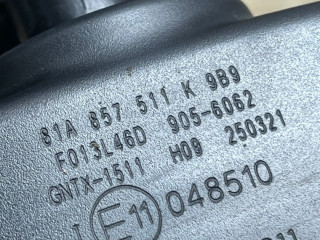 81A 857 511 K 9B9
F013L46D 905-6062
GNTX-1511 H09 250321
I E11 048510